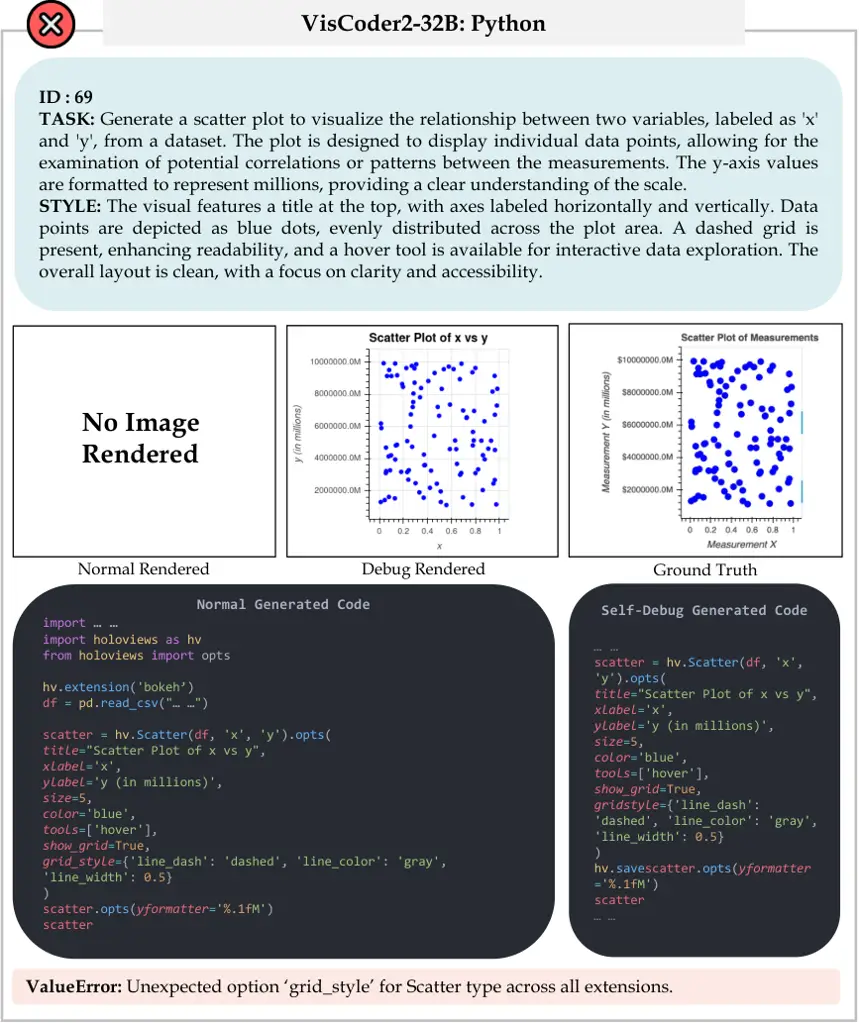 VisCoder2-32B: Python
ID : 69
TASK: Generate a scatter plot to visualize the relationship between two variables, labeled as 'x'
and 'y', from a dataset. The plot is designed to display individual data points, allowing for the
examination of potential correlations or patterns between the measurements. The y-axis values
are formatted to represent millions, providing a clear understanding of the scale.
STYLE: The visual features a title at the top, with axes labeled horizontally and vertically. Data
points are depicted as blue dots, evenly distributed across the plot area. A dashed grid is
present, enhancing readability, and a hover tool is available for interactive data exploration. The
overall layout is clean, with a focus on clarity and accessibility.
No Image
Rendered
Normal Rendered
Scatter Plot of x vs y
10000000.0M
8000000.0M
6000000.0M
4000000.0M
2000000.0M
y (in millions)
0 0.2 0.4 0.6 0.8 1
x
Debug Rendered
Scatter Plot of Measurements
$10000000.0M
$8000000.0M
$6000000.0M
$4000000.0M
$2000000.0M
Measurement Y (in millions)
0 0.2 0.4 0.6 0.8 1
Measurement X
Ground Truth
Normal Generated Code
import … …
import holoviews as hv
from holoviews import opts
hv.extension('bokeh’)
df = pd.read_csv("… …")
scatter = hv.Scatter(df, 'x', 'y').opts(
title="Scatter Plot of x vs y",
xlabel='x',
ylabel='y (in millions)',
size=5,
color='blue',
tools=['hover'],
show_grid=True,
grid_style={'line_dash': 'dashed', 'line_color': 'gray',
'line_width': 0.5}
)
scatter.opts(yformatter='%.1fM')
scatter
Self-Debug Generated Code
… …
scatter = hv.Scatter(df, 'x',
'y').opts(
title="Scatter Plot of x vs y",
xlabel='x',
ylabel='y (in millions)',
size=5,
color='blue',
tools=['hover'],
show_grid=True,
gridstyle={'line_dash':
'dashed', 'line_color': 'gray',
'line_width': 0.5}
)
hv.savescatter.opts(yformatter
='%.1fM')
scatter
… …
ValueError: Unexpected option ‘grid_style’ for Scatter type across all extensions.